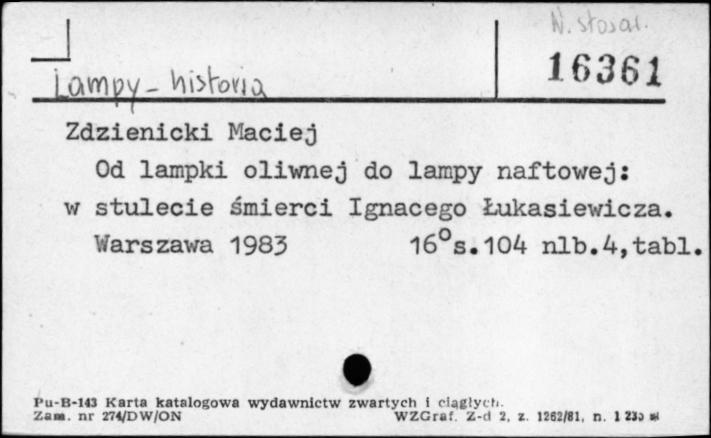 N. stosow.
16361
Lampy - historia
Zdzienicki Maciej
Od lampki oliwnej do lampy naftowej:
w stulecie śmierci Ignacego Łukasiewicza.
Warszawa 1983 16°s.104 nlb.4,tabl.
Pu-B-143 Karta katalogowa wydawnictw zwartych i ciągłych.
Zam. nr 274/DW/ON WZGraf. Z-d 2, z. 1262/81, n.